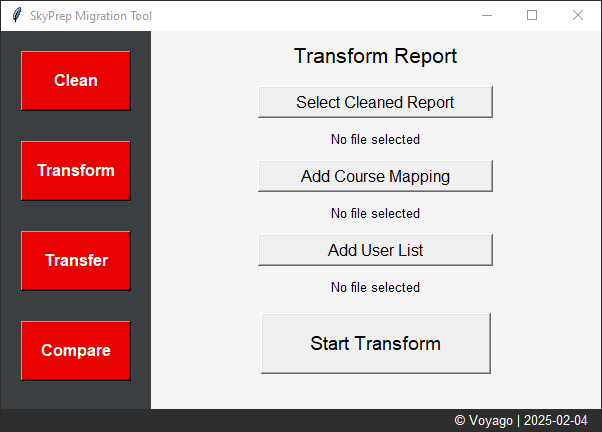 SkyPrep Migration Tool
Clean
Transform
Transfer
Compare
Transform Report
Select Cleaned Report
No file selected
Add Course Mapping
No file selected
Add User List
No file selected
Start Transform
© Voyago | 2025-02-04